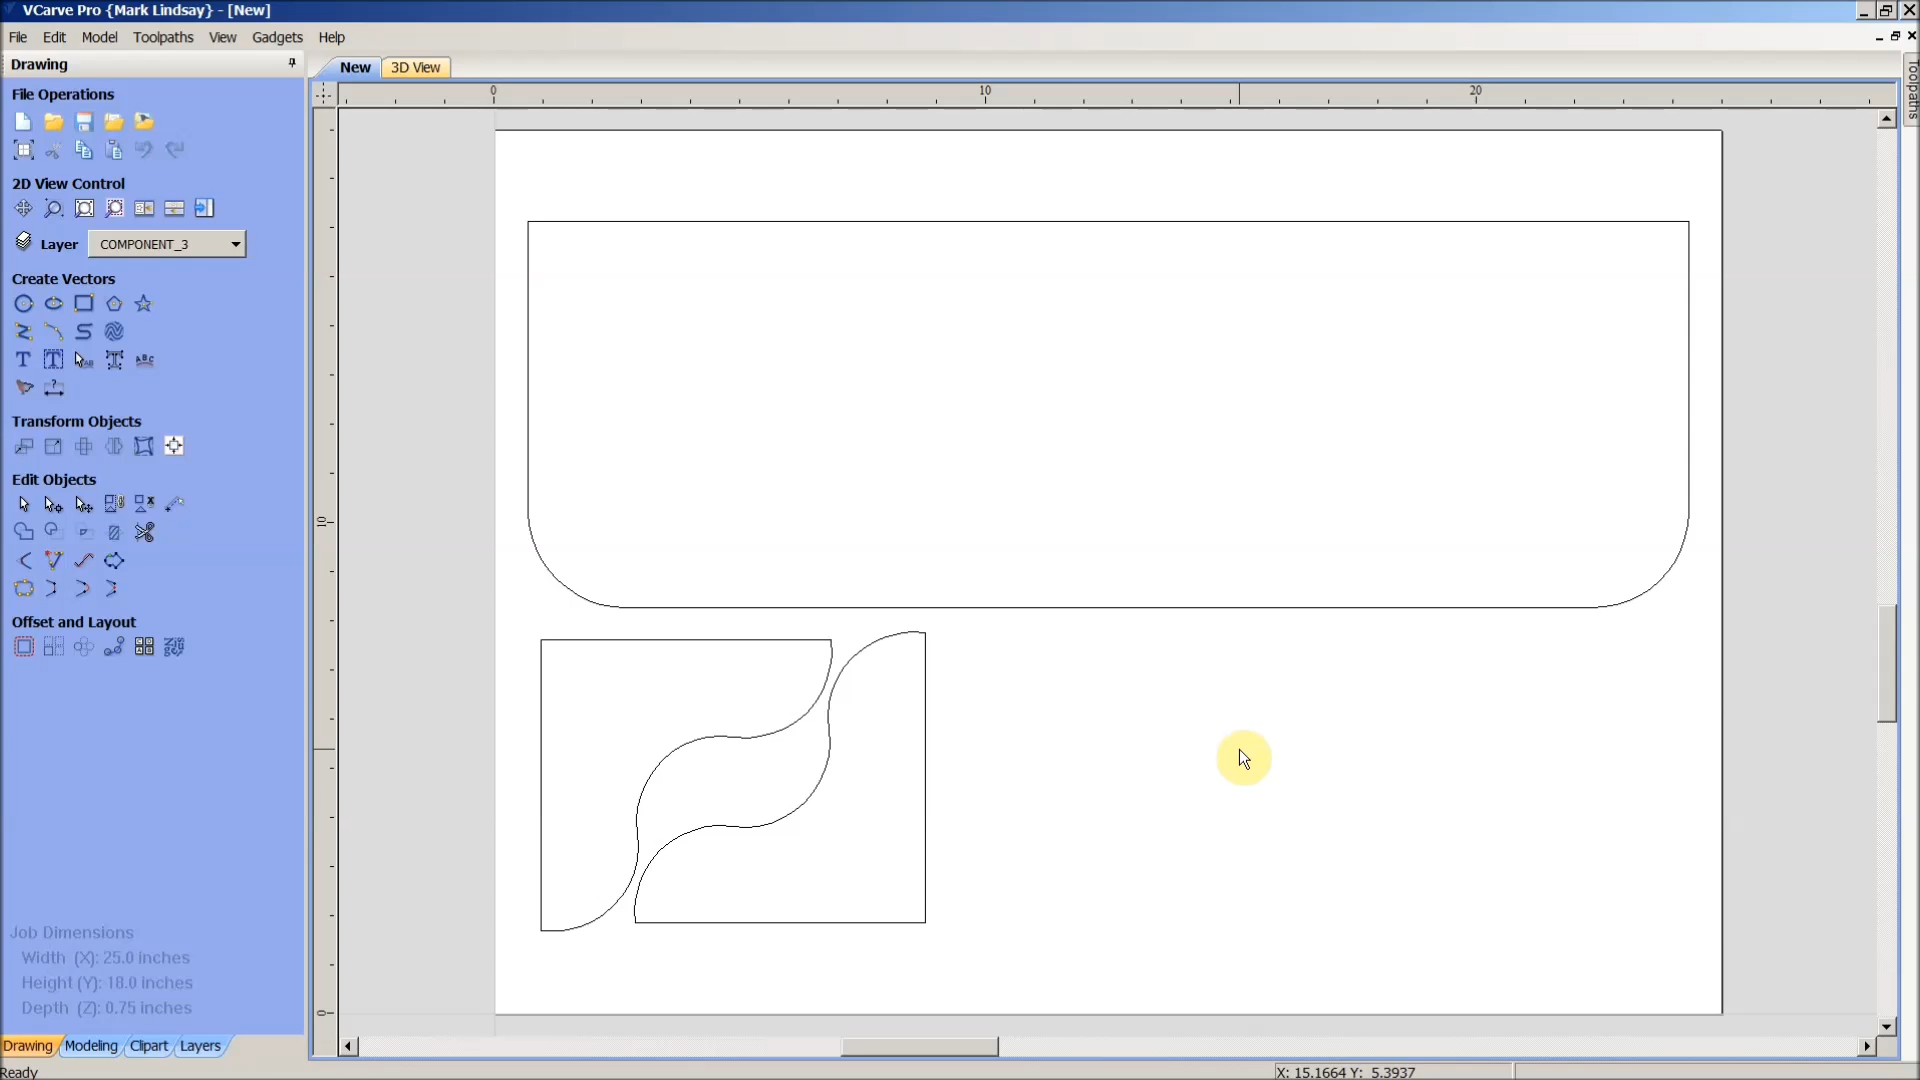 VCarve Pro {Mark Lindsay} - [New]
File Edit Model Toolpaths View Gadgets Help
Drawing
New 3D View
Toolpaths
File Operations
0 10 20
2D View Control
Layer COMPONENT_3
Create Vectors
Transform Objects
Edit Objects
10
Offset and Layout
Job Dimensions
Width (X): 25.0 inches
Height (Y): 18.0 inches
Depth (Z): 0.75 inches
0
Drawing Modeling Clipart Layers
Ready
X: 15.1664 Y: 5.3937